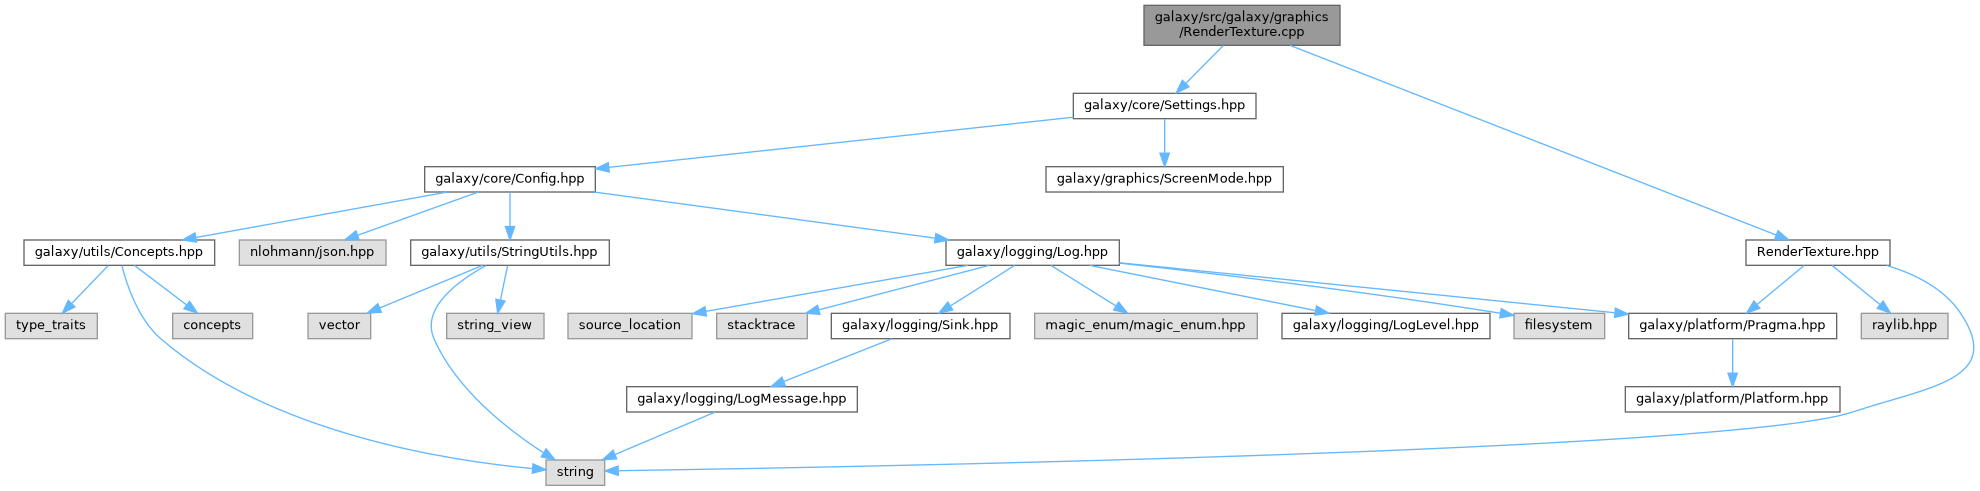 galaxy/src/galaxy/graphics
/RenderTexture.cpp
galaxy/core/Settings.hpp
galaxy/core/Config.hpp
galaxy/graphics/ScreenMode.hpp
galaxy/utils/Concepts.hpp
nlohmann/json.hpp
galaxy/utils/StringUtils.hpp
galaxy/logging/Log.hpp
RenderTexture.hpp
type_traits
concepts
vector
string_view
source_location
stacktrace
galaxy/logging/Sink.hpp
magic_enum/magic_enum.hpp
galaxy/logging/LogLevel.hpp
filesystem
galaxy/platform/Pragma.hpp
raylib.hpp
galaxy/logging/LogMessage.hpp
galaxy/platform/Platform.hpp
string